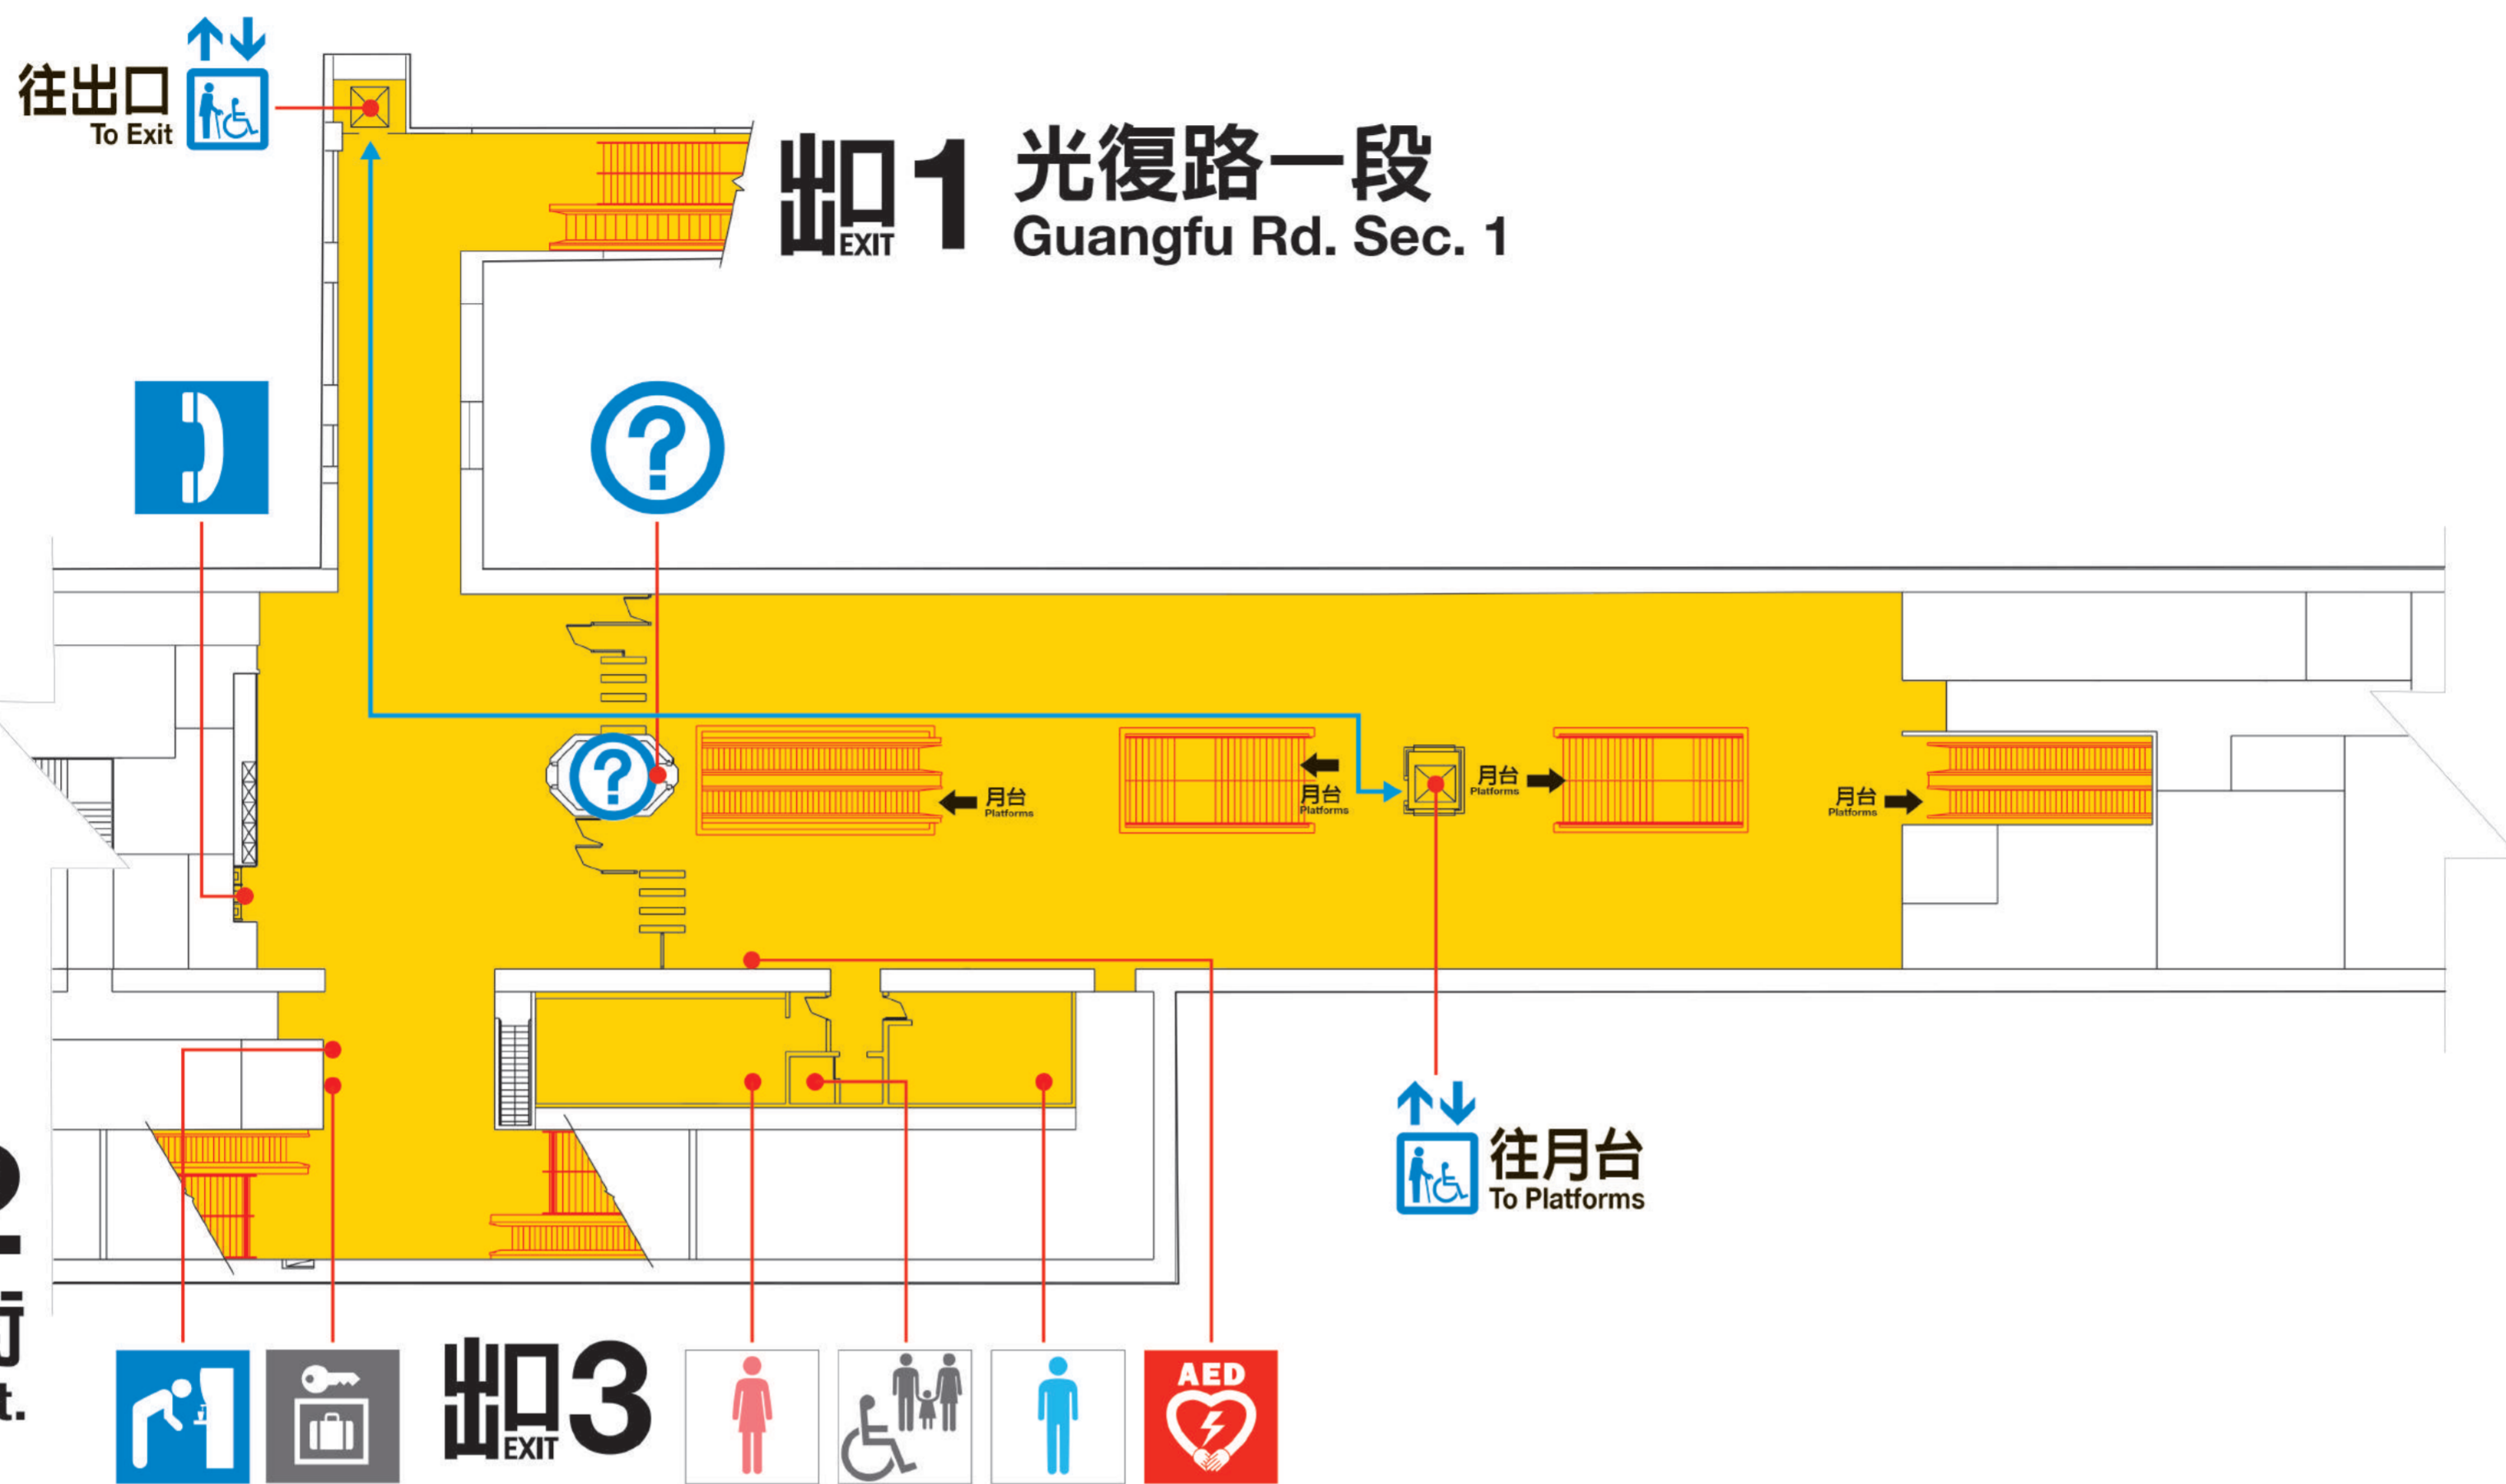 往出口
To Exit
出口 EXIT 1
光復路一段
Guangfu Rd. Sec. 1
?
?
月台
Platforms
月台
Platforms
月台
Platforms
月台
Platforms
往月台
To Platforms
t.
出口 EXIT 3
AED